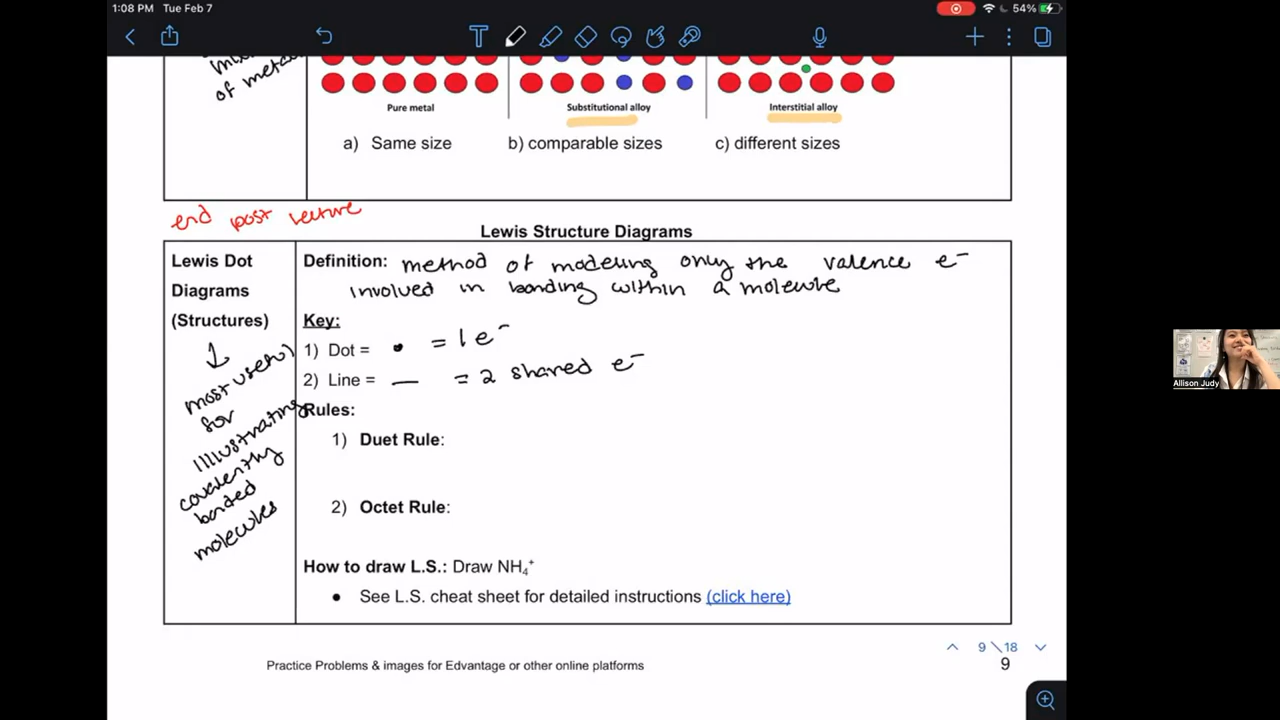 1:08 PM Tue Feb 7
54%
of metal
Pure metal
Substitutional alloy
Interstitial alloy
a) Same size
b) comparable sizes
c) different sizes
end post lecture
Lewis Structure Diagrams
Lewis Dot
Diagrams
(Structures)
↓
most useful
for
illustrating
covalently
bonded
molecules
Definition: method of modeling only the valence e⁻
involved in bonding within a molecule
Key:
1) Dot = • = 1 e⁻
2) Line = — = 2 shared e⁻
Rules:
1) Duet Rule:
2) Octet Rule:
How to draw L.S.: Draw NH₄⁺
● See L.S. cheat sheet for detailed instructions (click here)
9 \ 18
Practice Problems & images for Edvantage or other online platforms
9
Allison Judy